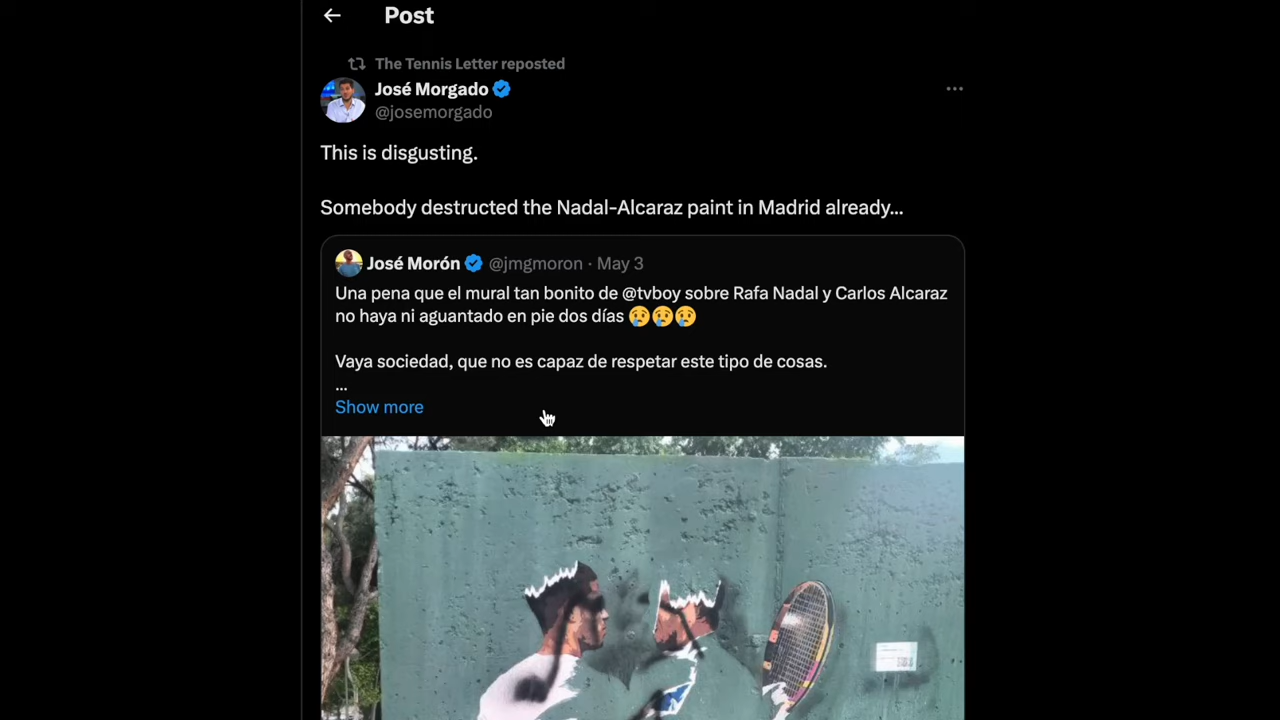 Post
The Tennis Letter reposted
José Morgado
@josemorgado
This is disgusting.
Somebody destructed the Nadal-Alcaraz paint in Madrid already...
José Morón @jmgmoron · May 3
Una pena que el mural tan bonito de @tvboy sobre Rafa Nadal y Carlos Alcaraz
no haya ni aguantado en pie dos días 😢😢😢
Vaya sociedad, que no es capaz de respetar este tipo de cosas.
...
Show more